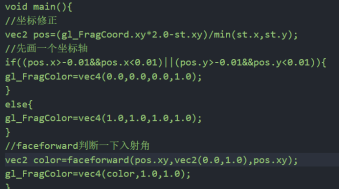 void main(){
//坐标修正
vec2 pos=(gl_FragCoord.xy*2.0-st.xy)/min(st.x,st.y);
//先画一个坐标轴
if((pos.x>-0.01&&pos.x<0.01)||(pos.y>-0.01&&pos.y<0.01)){
gl_FragColor=vec4(0.0,0.0,0.0,1.0);
}
else{
gl_FragColor=vec4(1.0,1.0,1.0,1.0);
}
//faceforward判断一下入射角
vec2 color=faceforward(pos.xy,vec2(0.0,1.0),pos.xy);
gl_FragColor=vec4(color,1.0,1.0);
}